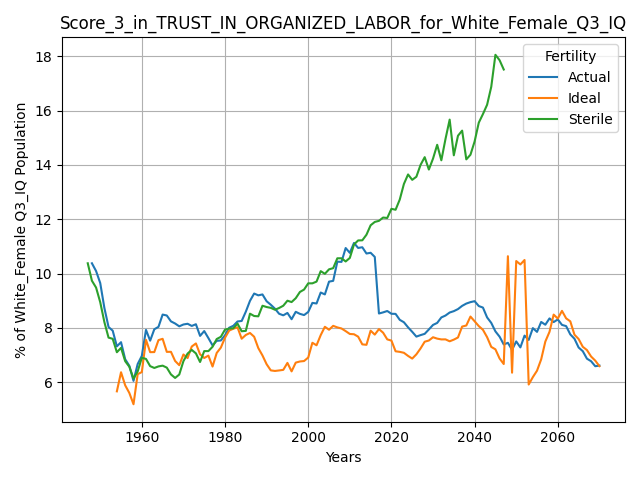 Score_3_in_TRUST_IN_ORGANIZED_LABOR_for_White_Female_Q3_IQ
Fertility
Actual
Ideal
Sterile
% of White_Female Q3_IQ Population
18
16
14
12
10
8
6
1960
1980
2000
2020
2040
2060
Years